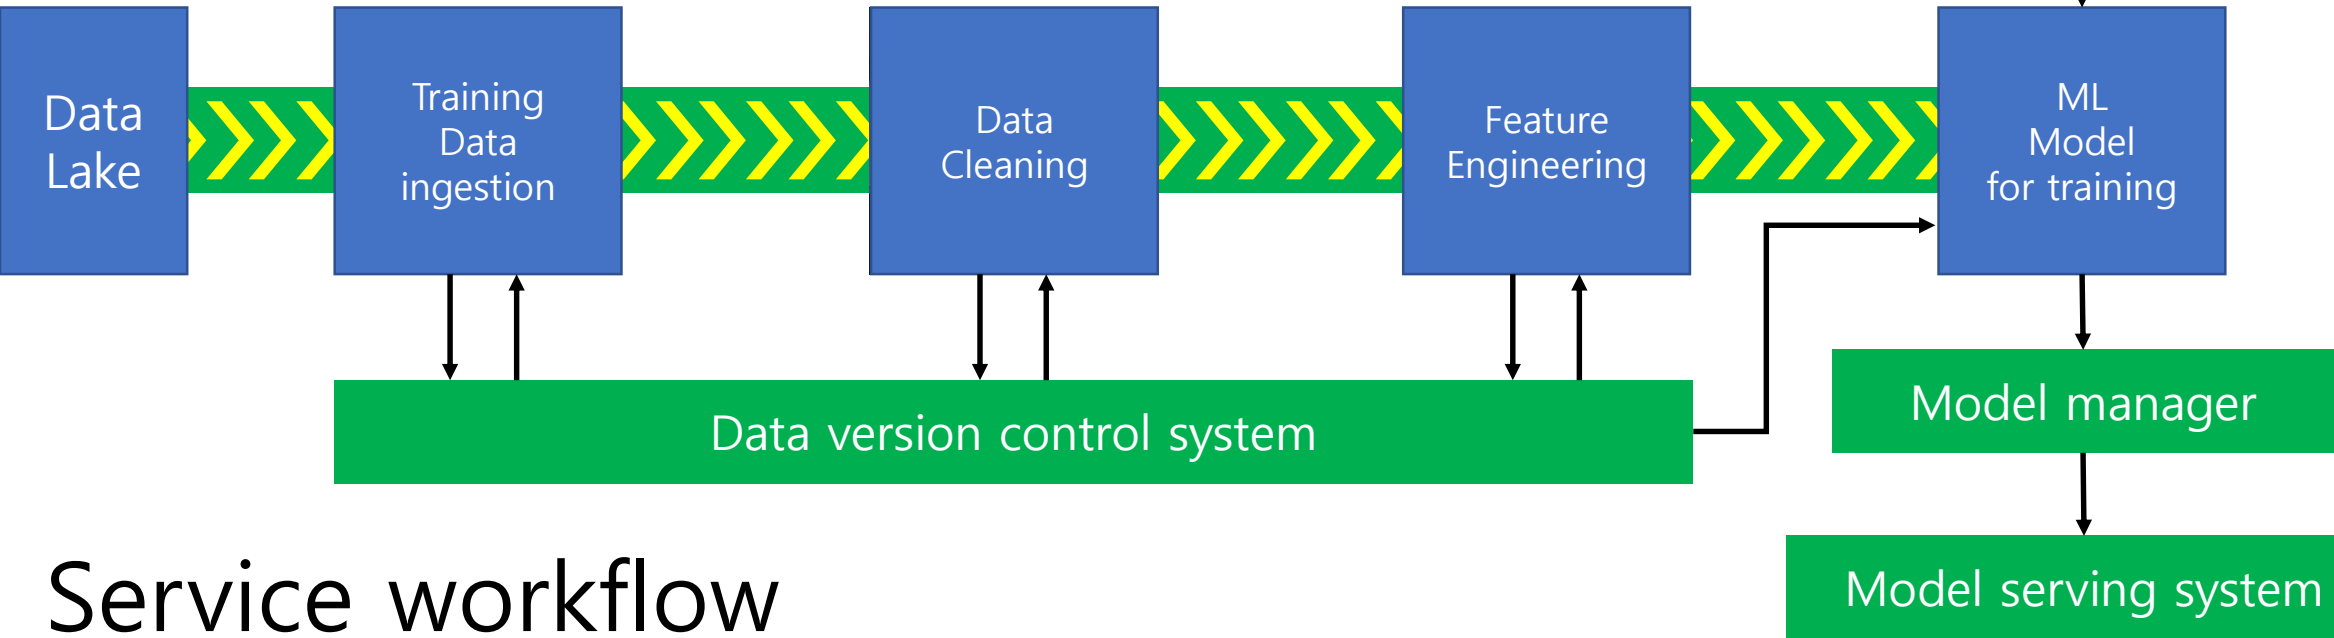 Data
Lake
Training
Data
ingestion
Data
Cleaning
Feature
Engineering
ML
Model
for training
Data version control system
Model manager
Model serving system
Service workflow